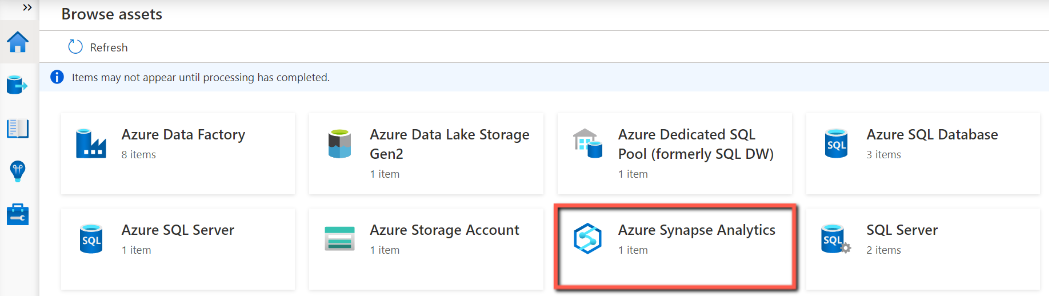 Browse assets
Refresh
Items may not appear until processing has completed.
Azure Data Factory
8 items
Azure Data Lake Storage
Gen2
1 item
Azure Dedicated SQL
Pool (formerly SQL DW)
1 item
SQL
Azure SQL Database
3 items
SQL
Azure SQL Server
1 item
Azure Storage Account
1 item
Azure Synapse Analytics
1 item
SQL
SQL Server
2 items